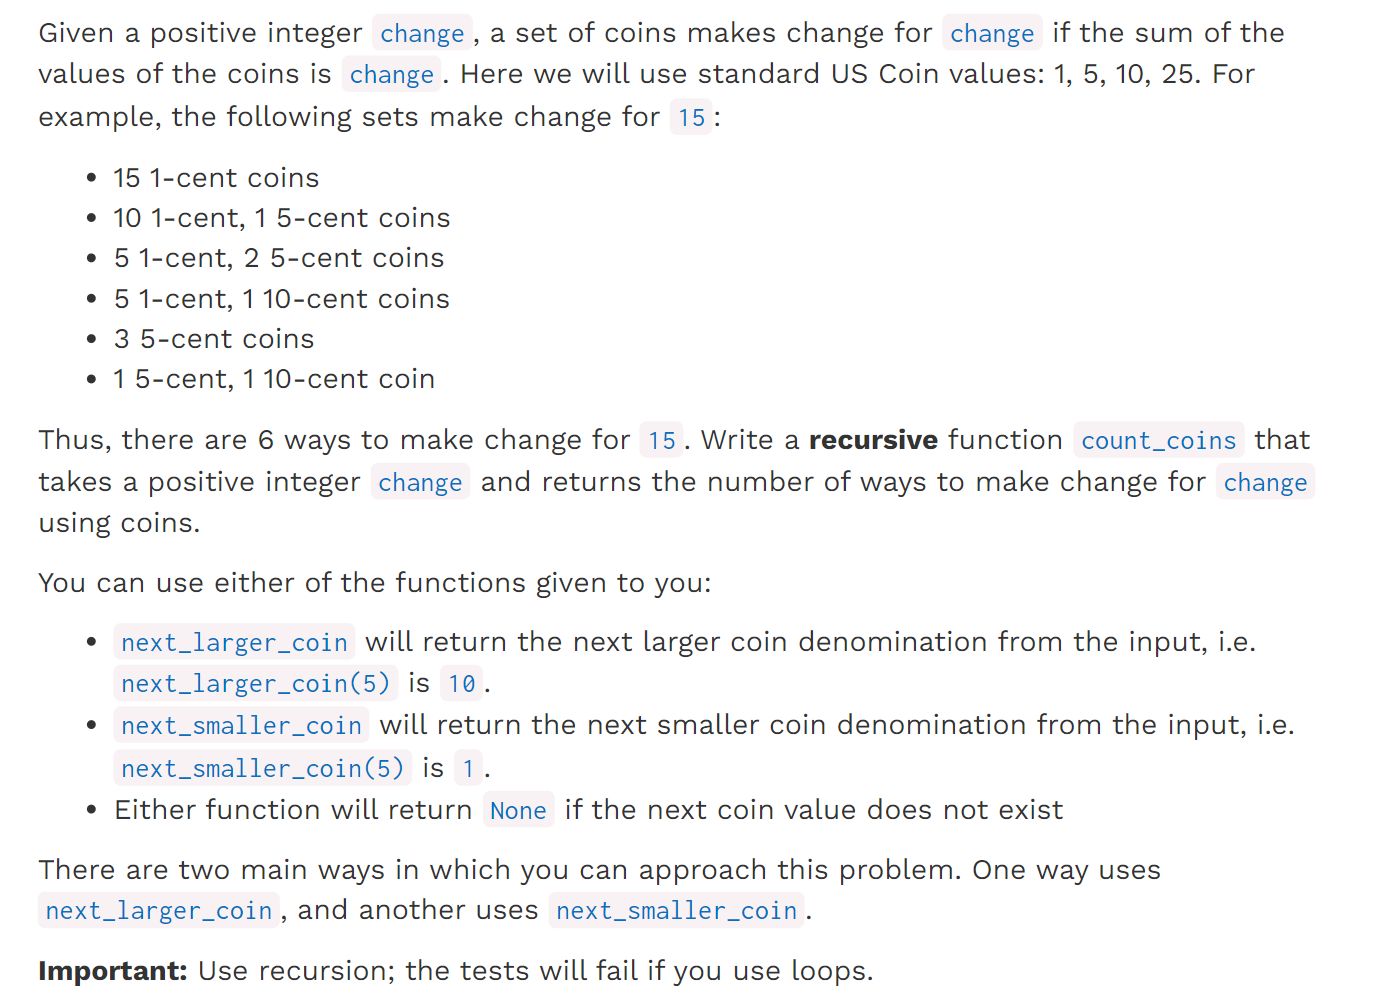 Given a positive integer change, a set of coins makes change for change if the sum of the
values of the coins is change. Here we will use standard US Coin values: 1, 5, 10, 25. For
example, the following sets make change for 15:
• 15 1-cent coins
• 10 1-cent, 1 5-cent coins
• 5 1-cent, 2 5-cent coins
• 5 1-cent, 1 10-cent coins
• 3 5-cent coins
• 1 5-cent, 1 10-cent coin
Thus, there are 6 ways to make change for 15. Write a recursive function count_coins that
takes a positive integer change and returns the number of ways to make change for change
using coins.
You can use either of the functions given to you:
• next_larger_coin will return the next larger coin denomination from the input, i.e.
next_larger_coin(5) is 10.
• next_smaller_coin will return the next smaller coin denomination from the input, i.e.
next_smaller_coin(5) is 1.
• Either function will return None if the next coin value does not exist
There are two main ways in which you can approach this problem. One way uses
next_larger_coin, and another uses next_smaller_coin.
Important: Use recursion; the tests will fail if you use loops.